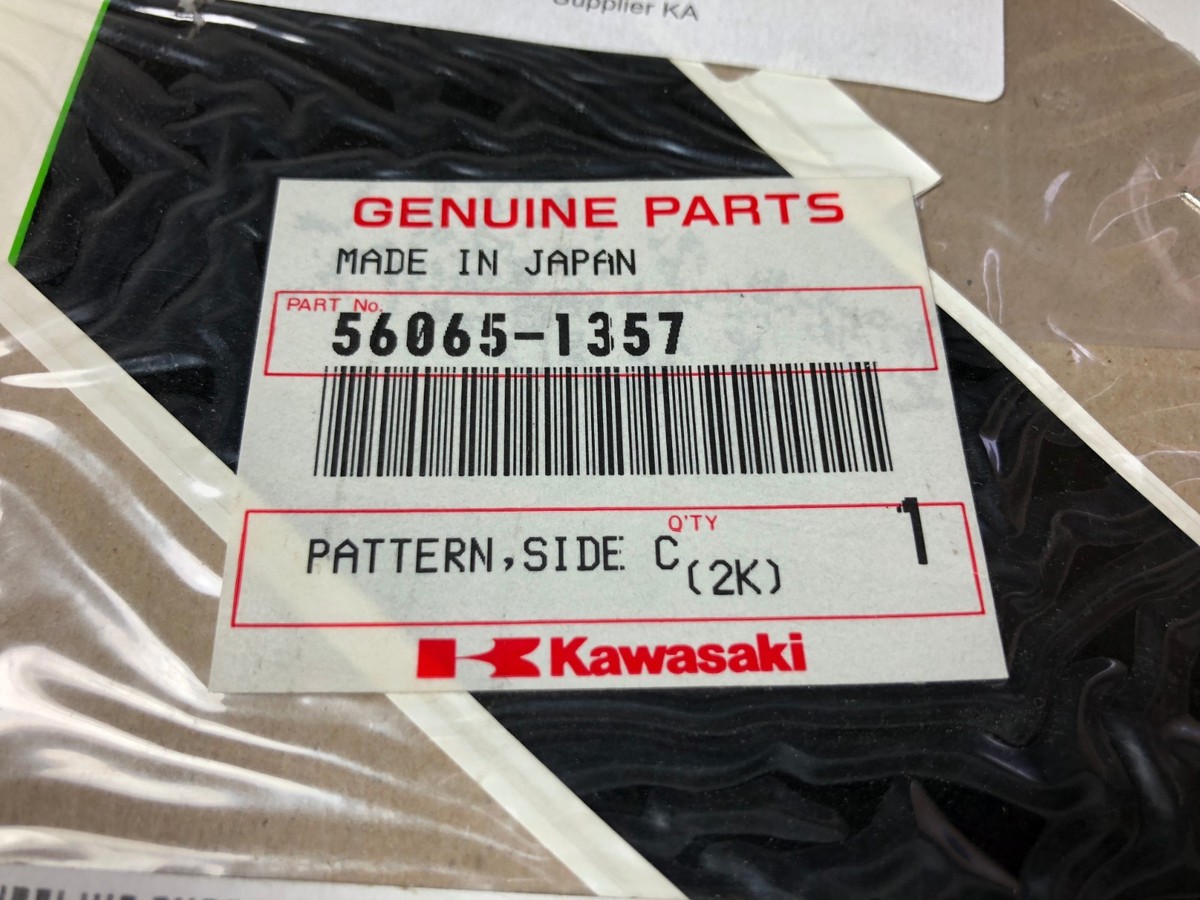 Supplier KA
GENUINE PARTS
MADE IN JAPAN
PART No.
56065-1357
Q'TY
1
PATTERN,SIDE C
(2K)
Kawasaki